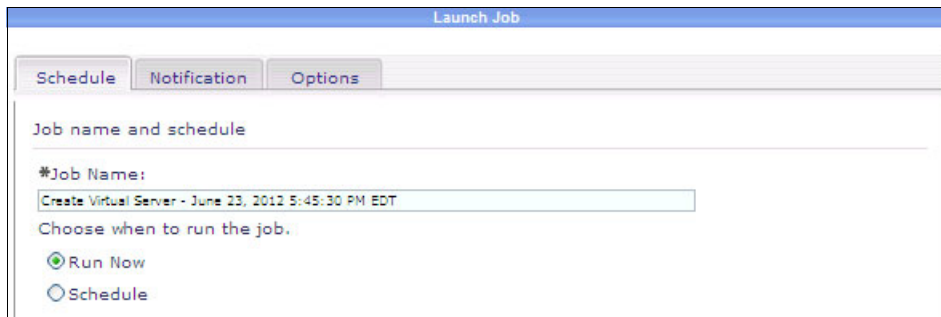 Launch Job
Schedule Notification Options
Job name and schedule
*Job Name:
Create Virtual Server - June 23, 2012 5:45:30 PM EDT
Choose when to run the job.
Run Now
Schedule